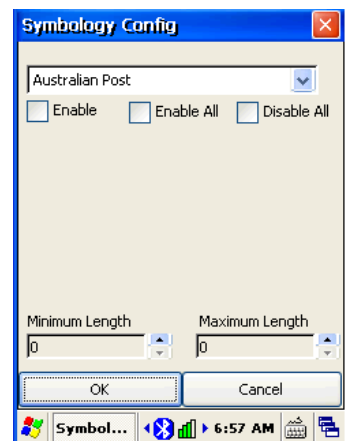 Symbology Config
Australian Post
Enable Enable All Disable All
Minimum Length Maximum Length
0 0
OK Cancel
Symbol... 6:57 AM